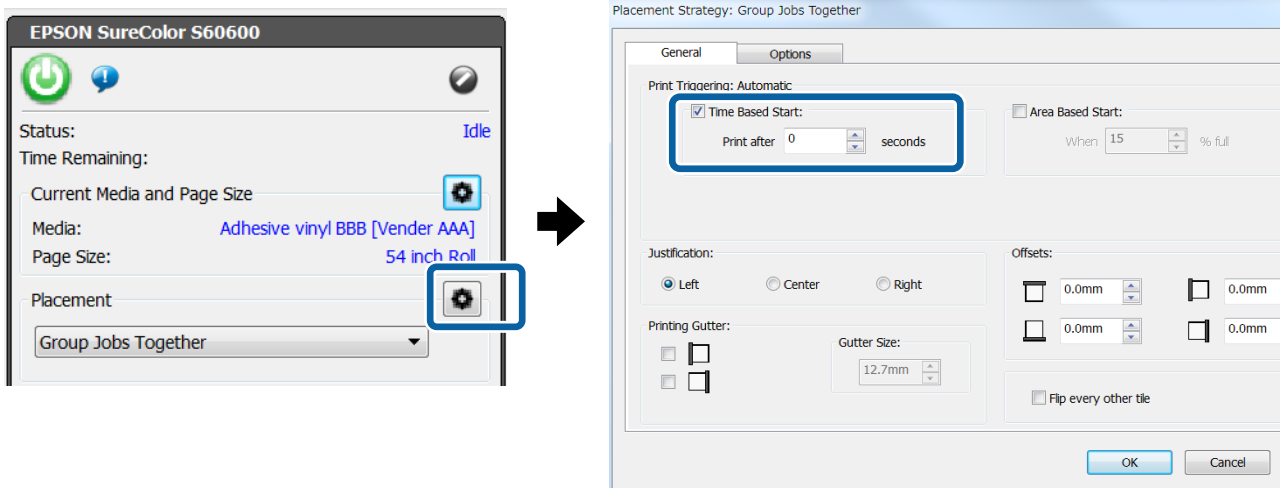 EPSON SureColor S60600
Status: Idle
Time Remaining:
Current Media and Page Size
Media: Adhesive vinyl BBB [Vender AAA]
Page Size: 54 inch Roll
Placement
Group Jobs Together
Placement Strategy: Group Jobs Together
General Options
Print Triggering: Automatic
Time Based Start: Area Based Start:
Print after 0 seconds When 15 % full
Justification: Offsets:
Left Center Right 0.0mm 0.0mm
Printing Gutter: 0.0mm 0.0mm
Gutter Size:
12.7mm
Flip every other tile
OK Cancel